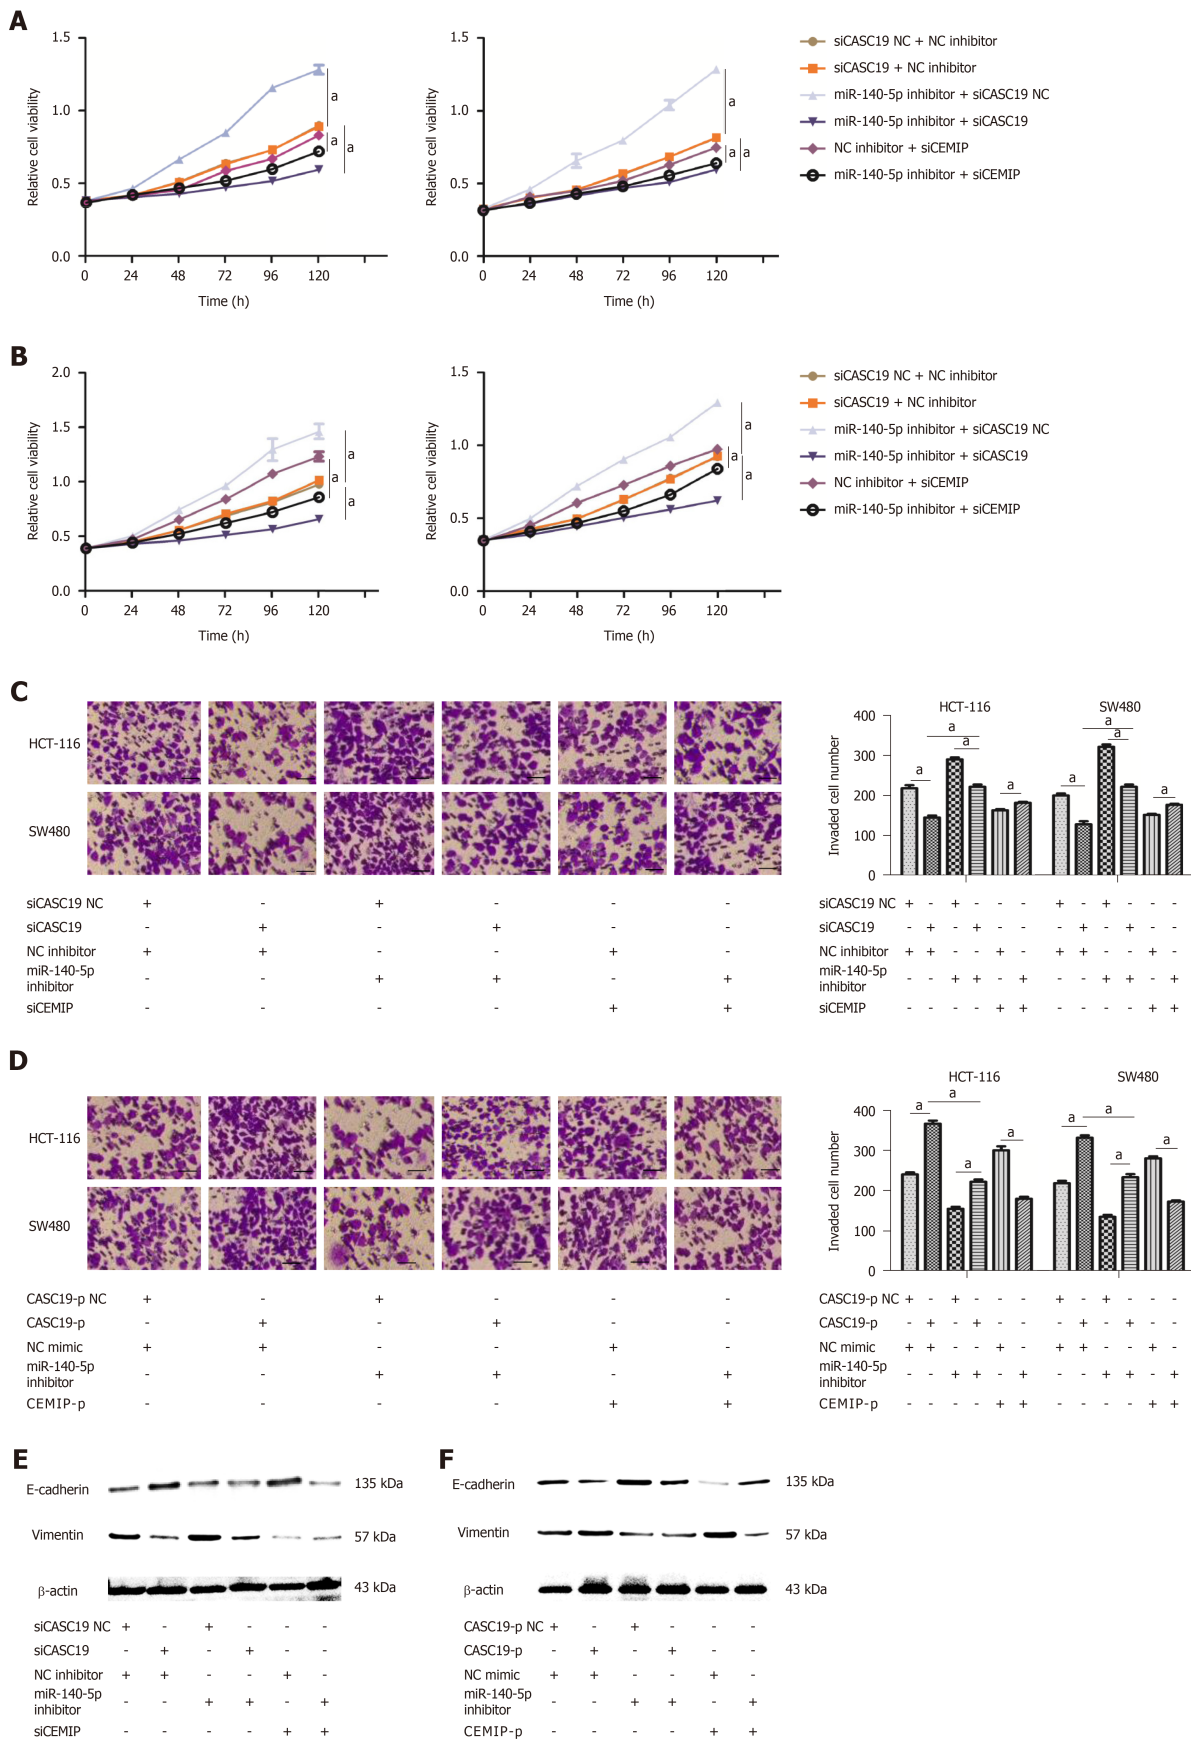 A
1.5
1.0
0.5
0.0
Relative cell viability
0 24 48 72 96 120
Time (h)
a
a
a
1.5
1.0
0.5
0.0
Relative cell viability
0 24 48 72 96 120
Time (h)
a
a a
siCASC19 NC + NC inhibitor
siCASC19 + NC inhibitor
miR-140-5p inhibitor + siCASC19 NC
miR-140-5p inhibitor + siCASC19
NC inhibitor + siCEMIP
miR-140-5p inhibitor + siCEMIP
B
2.0
1.5
1.0
0.5
0.0
Relative cell viability
0 24 48 72 96 120
Time (h)
a
a
a
1.5
1.0
0.5
0.0
Relative cell viability
0 24 48 72 96 120
Time (h)
a
a
a
siCASC19 NC + NC inhibitor
siCASC19 + NC inhibitor
miR-140-5p inhibitor + siCASC19 NC
miR-140-5p inhibitor + siCASC19
NC inhibitor + siCEMIP
miR-140-5p inhibitor + siCEMIP
C
HCT-116
SW480
siCASC19 NC + - + - - -
siCASC19 - + - + - -
NC inhibitor + + - - + -
miR-140-5p
inhibitor - - + + - +
siCEMIP - - - - + +
HCT-116 SW480
400
300
200
100
0
Invaded cell number
a a a a a a a a
siCASC19 NC + - + - - - + - + - - -
siCASC19 - + - + - - - + - + - -
NC inhibitor + + - - + - + + - - + -
miR-140-5p
inhibitor - - + + - + - - + + - +
siCEMIP - - - - + + - - - - + +
D
HCT-116
SW480
CASC19-p NC + - + - - -
CASC19-p - + - + - -
NC mimic + + - - + -
miR-140-5p
inhibitor - - + + - +
CEMIP-p - - - - + +
HCT-116 SW480
400
300
200
100
0
Invaded cell number
a a a a a a a a
CASC19-p NC + - + - - - + - + - - -
CASC19-p - + - + - - - + - + - -
NC mimic + + - - + - + + - - + -
miR-140-5p
inhibitor - - + + - + - - + + - +
CEMIP-p - - - - + + - - - - + +
E
E-cadherin 135 kDa
Vimentin 57 kDa
β-actin 43 kDa
siCASC19 NC + - + - - -
siCASC19 - + - + - -
NC inhibitor + + - - + -
miR-140-5p
inhibitor - - + + - +
siCEMIP - - - - + +
F
E-cadherin 135 kDa
Vimentin 57 kDa
β-actin 43 kDa
CASC19-p NC + - + - - -
CASC19-p - + - + - -
NC mimic + + - - + -
miR-140-5p
inhibitor - - + + - +
CEMIP-p - - - - + +